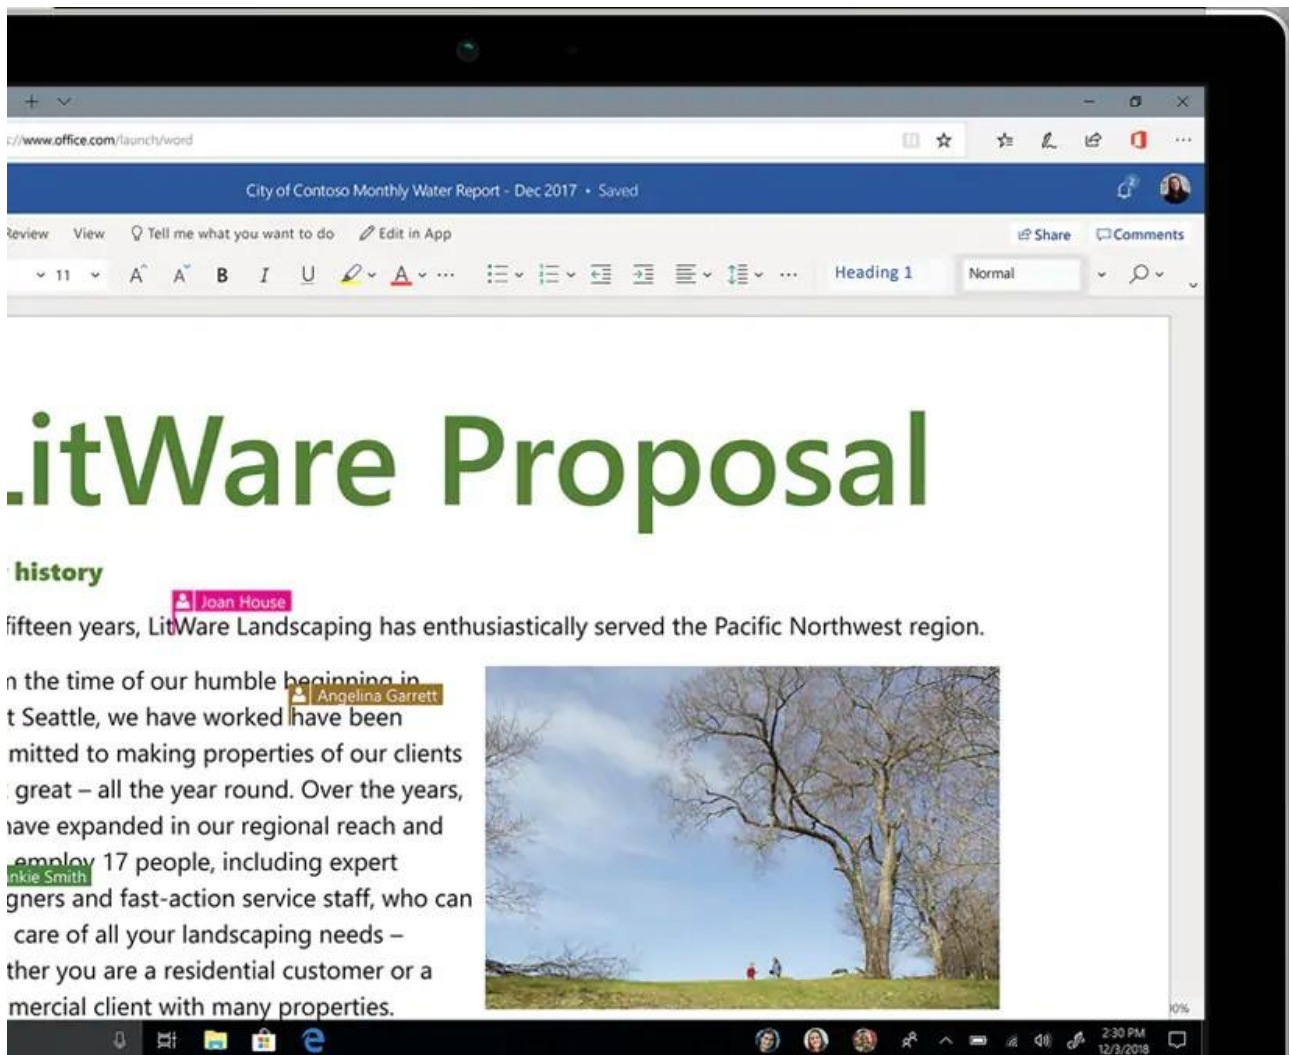 ://www.office.com/launch/word
City of Contoso Monthly Water Report - Dec 2017 • Saved
2
Review View Tell me what you want to do Edit in App Share Comments
11 A A B I U A Heading 1 Normal
LitWare Proposal
history
Joan House
fifteen years, LitWare Landscaping has enthusiastically served the Pacific Northwest region.
the time of our humble beginning in
Angelina Garrett
Seattle, we have worked have been
mitted to making properties of our clients
great – all the year round. Over the years,
have expanded in our regional reach and
employ 17 people, including expert
nkie Smith
gners and fast-action service staff, who can
care of all your landscaping needs –
ther you are a residential customer or a
mercial client with many properties.
0%
2:30 PM
12/3/2018